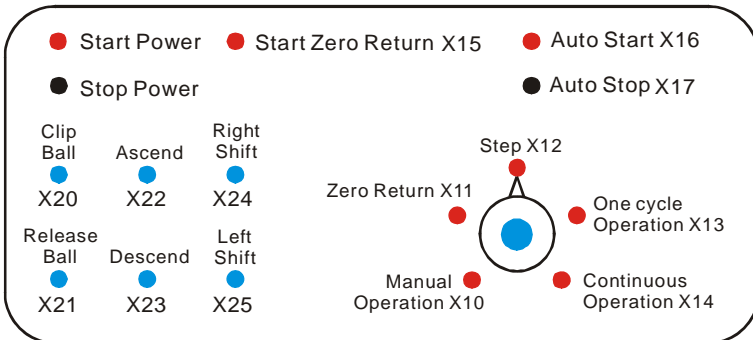 Start Power
Start Zero Return X15
Auto Start X16
Stop Power
Auto Stop X17
Clip
Ball
X20
Ascend
X22
Right
Shift
X24
Release
Ball
X21
Descend
X23
Left
Shift
X25
Step X12
Zero Return X11
One cycle
Operation X13
Manual
Operation X10
Continuous
Operation X14